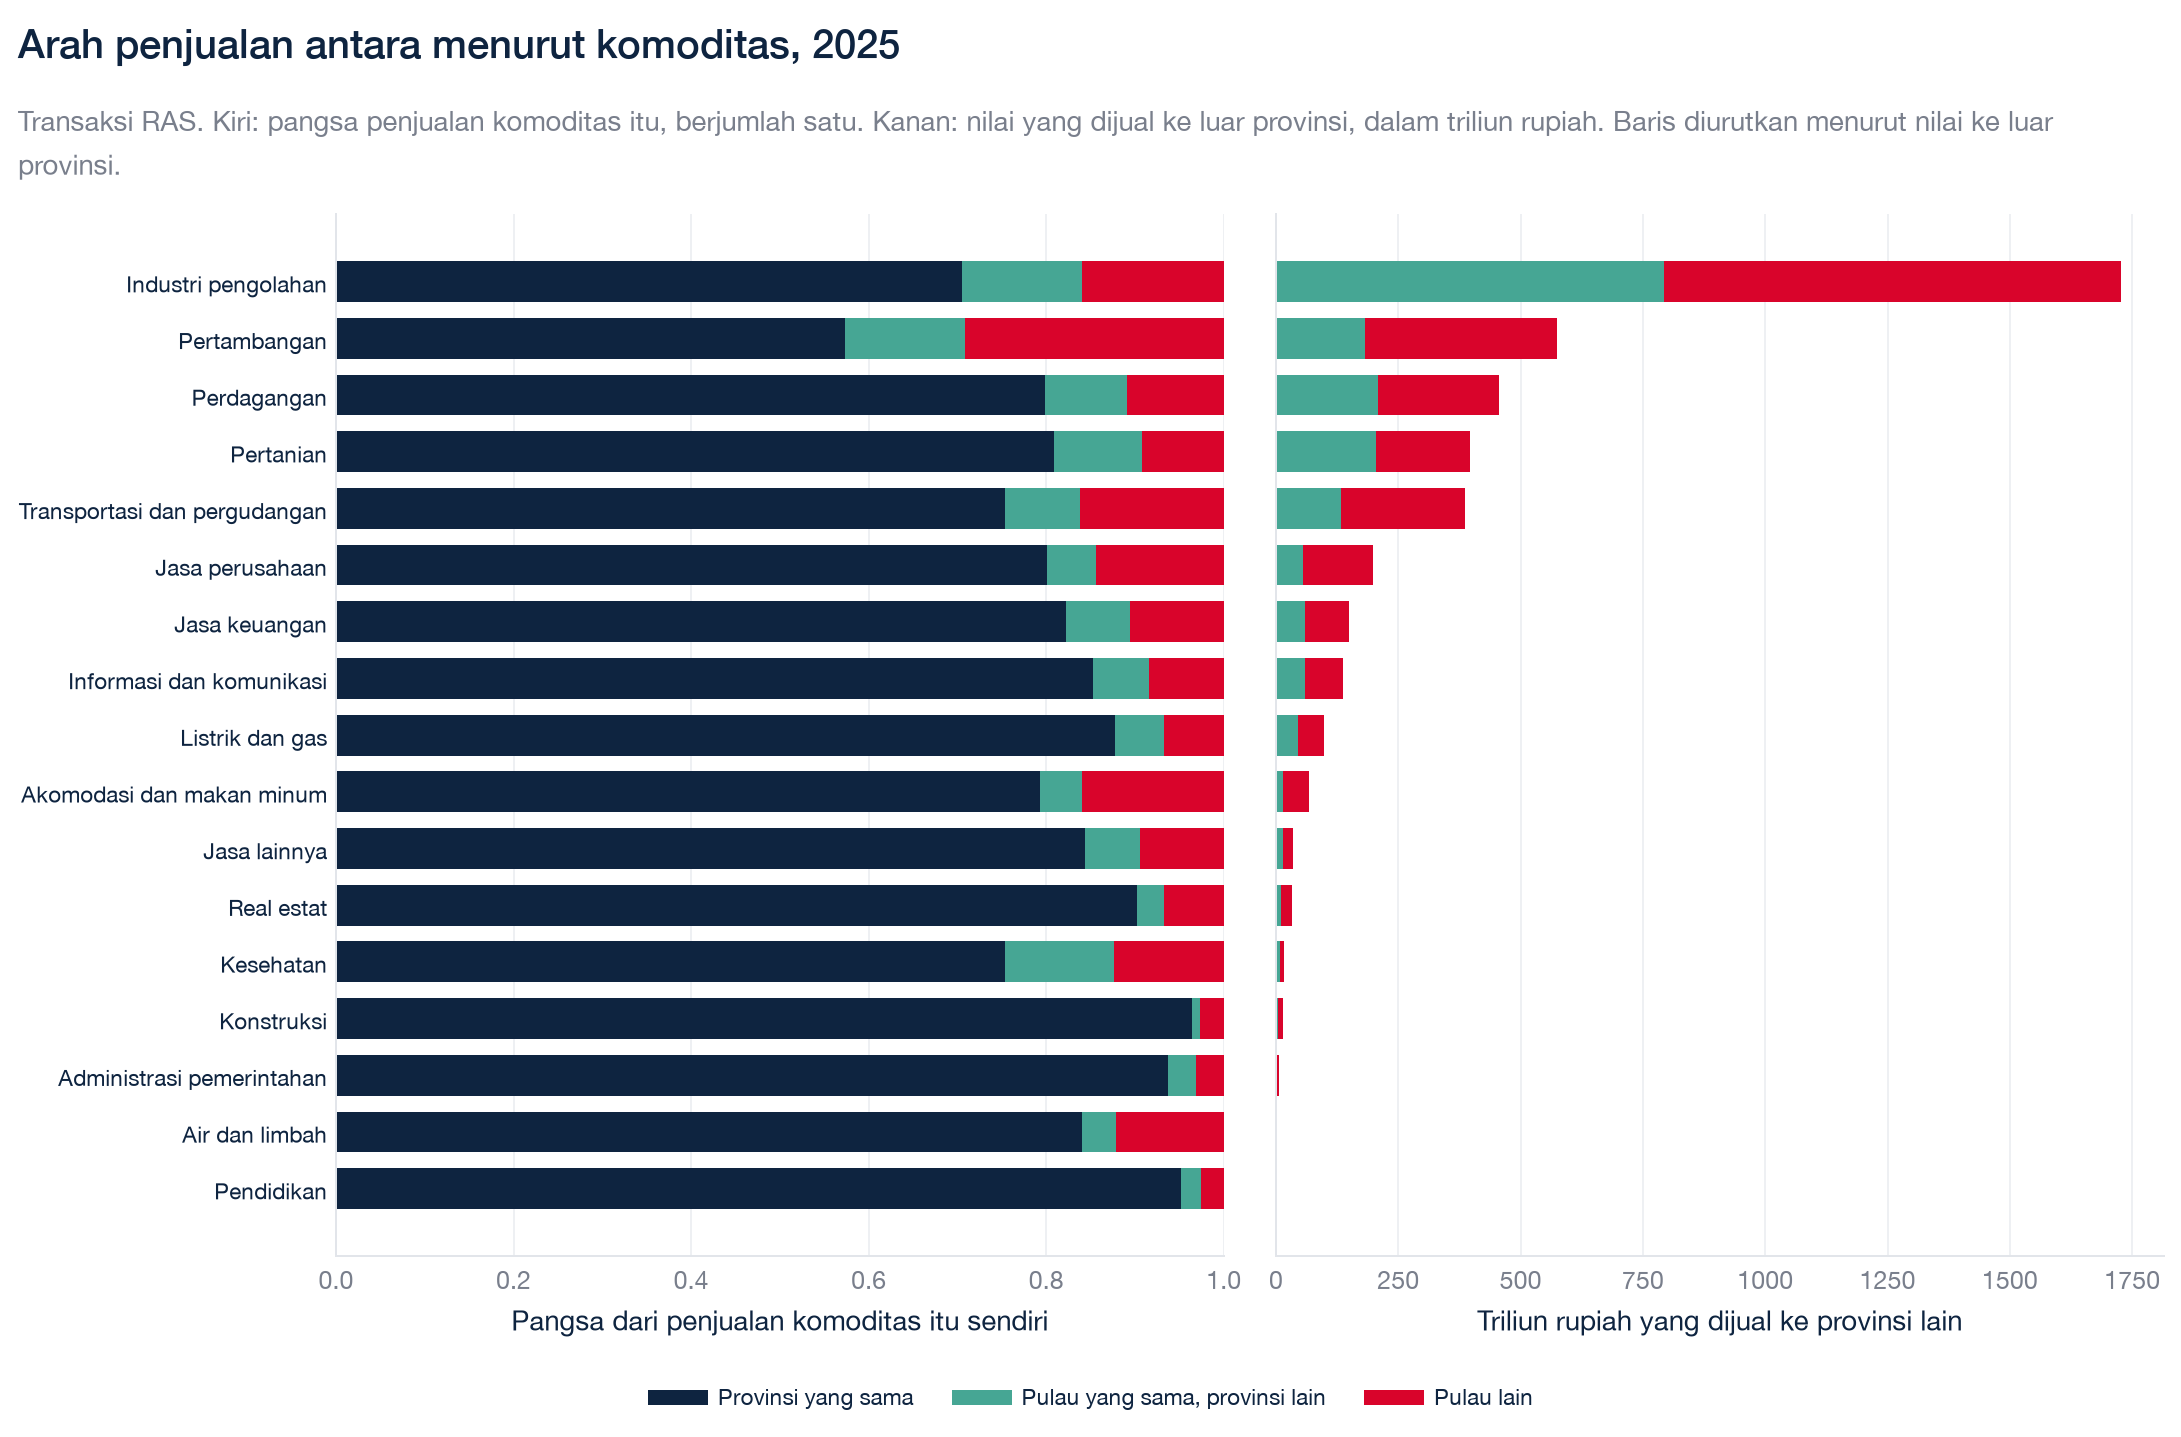 Arah penjualan antara menurut komoditas, 2025
Transaksi RAS. Kiri: pangsa penjualan komoditas itu, berjumlah satu. Kanan: nilai yang dijual ke luar provinsi, dalam triliun rupiah. Baris diurutkan menurut nilai ke luar
provinsi.
Industri pengolahan
Pertambangan
Perdagangan
Pertanian
Transportasi dan pergudangan
Jasa perusahaan
Jasa keuangan
Informasi dan komunikasi
Listrik dan gas
Akomodasi dan makan minum
Jasa lainnya
Real estat
Kesehatan
Konstruksi
Administrasi pemerintahan
Air dan limbah
Pendidikan
0.0 0.2 0.4 0.6 0.8 1.0 0 250 500 750 1000 1250 1500 1750
Pangsa dari penjualan komoditas itu sendiri Triliun rupiah yang dijual ke provinsi lain
Provinsi yang sama Pulau yang sama, provinsi lain Pulau lain